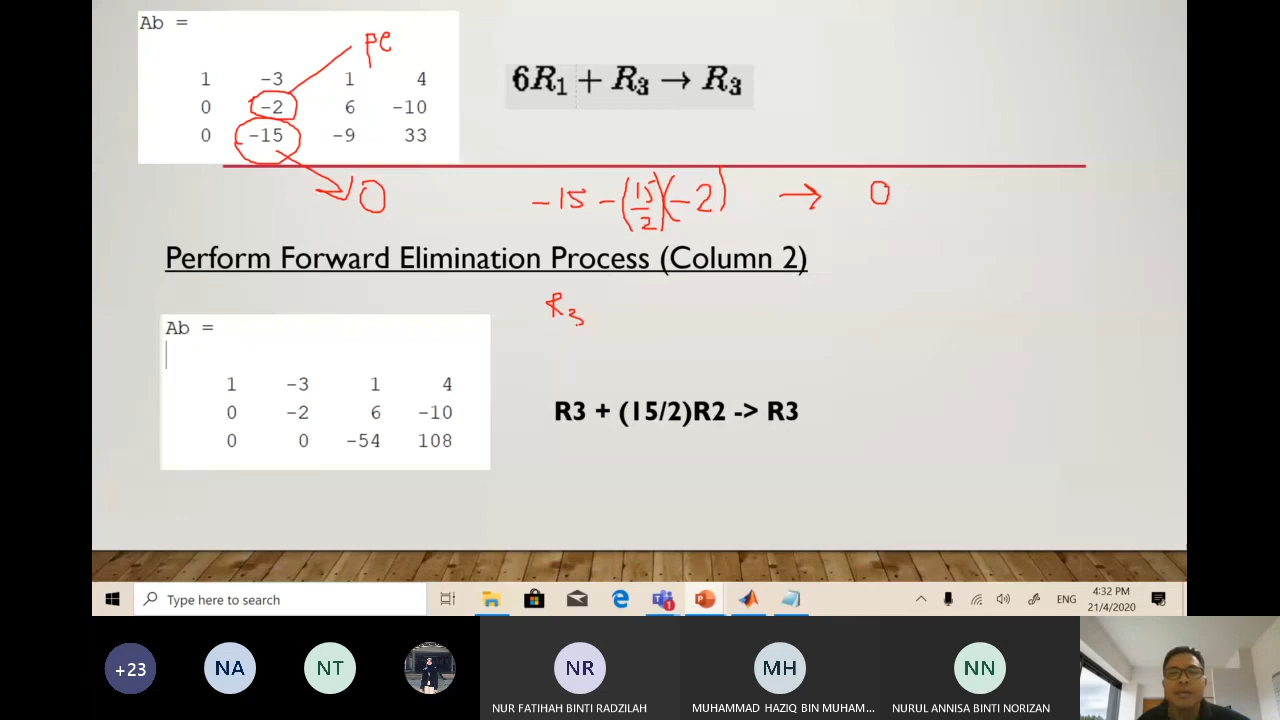 Ab =
pe
1 -3 1 4
0 -2 6 -10
0 -15 -9 33
6R₁ + R₃ → R₃
0
-15 - (15/2)(-2) → 0
Perform Forward Elimination Process (Column 2)
R₃
Ab =
1 -3 1 4
0 -2 6 -10
0 0 -54 108
R3 + (15/2)R2 -> R3
Type here to search
1
ENG
4:32 PM
21/4/2020
+23
NA
NT
NR
NUR FATIHAH BINTI RADZILAH
MH
MUHAMMAD HAZIQ BIN MUHAM...
NN
NURUL ANNISA BINTI NORIZAN